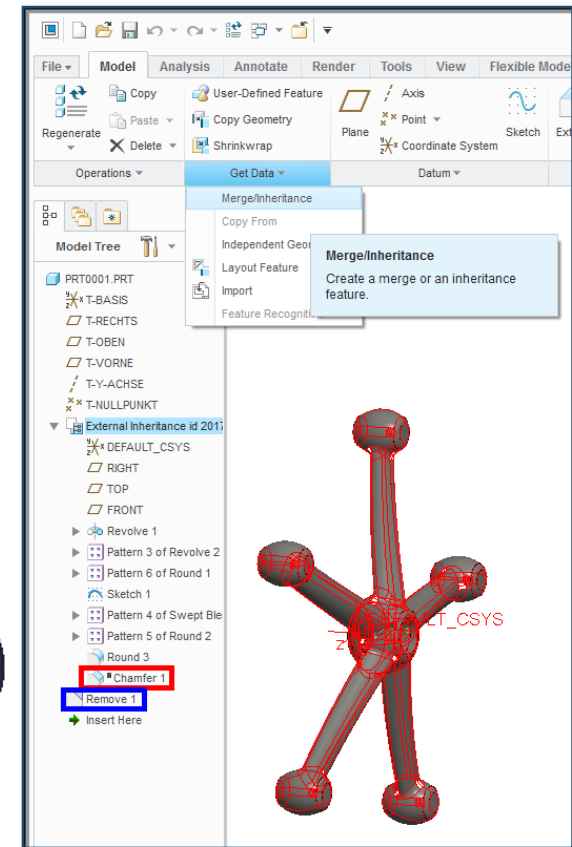 File
Model
Analysis
Annotate
Render
Tools
View
Flexible Mode
Regenerate
Copy
Paste
Delete
User-Defined Feature
Copy Geometry
Shrinkwrap
Plane
Axis
Point
Coordinate System
Sketch
Ext
Operations
Get Data
Datum
Merge/Inheritance
Copy From
Independent Geo
Layout Feature
Import
Feature Recogniti
Merge/Inheritance
Create a merge or an inheritance
feature.
Model Tree
PRT0001.PRT
T-BASIS
T-RECHTS
T-OBEN
T-VORNE
T-Y-ACHSE
T-NULLPUNKT
External Inheritance id 2017
DEFAULT_CSYS
RIGHT
TOP
FRONT
Revolve 1
Pattern 3 of Revolve 2
Pattern 6 of Round 1
Sketch 1
Pattern 4 of Swept Ble
Pattern 5 of Round 2
Round 3
Chamfer 1
Remove 1
Insert Here
LT_CSYS
Z